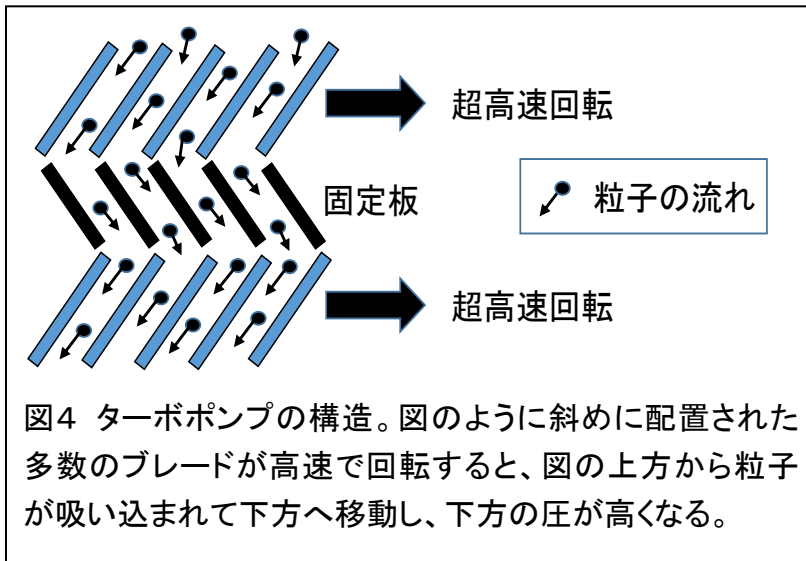 超高速回転
固定板
粒子の流れ
超高速回転
図4 ターボポンプの構造。図のように斜めに配置された
多数のブレードが高速で回転すると、図の上方から粒子
が吸い込まれて下方へ移動し、下方の圧が高くなる。